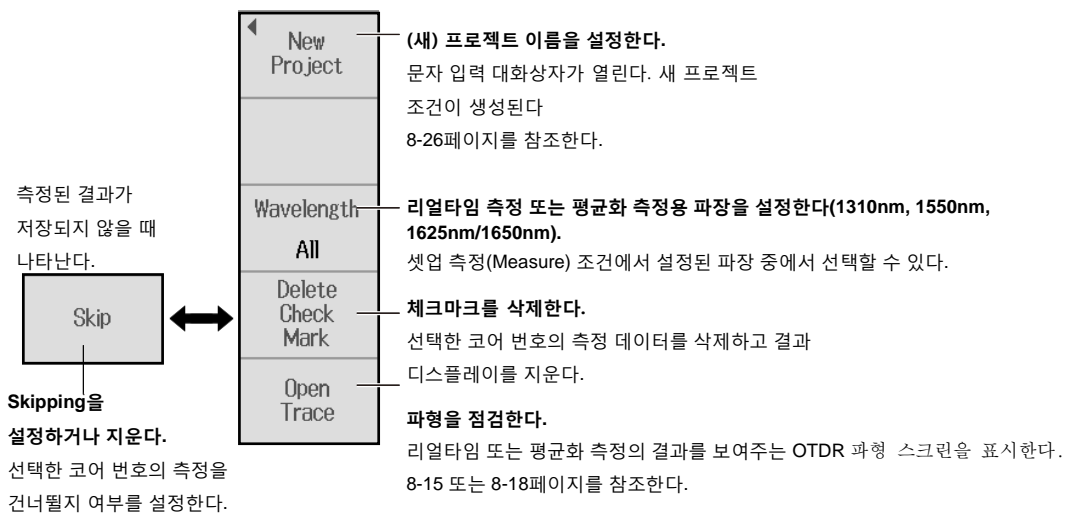 New
Project
(새) 프로젝트 이름을 설정한다.
문자 입력 대화상자가 열린다. 새 프로젝트
조건이 생성된다
8-26페이지를 참조한다.
측정된 결과가
저장되지 않을 때
나타난다.
Skip
Skipping을
설정하거나 지운다.
선택한 코어 번호의 측정을
건너뛸지 여부를 설정한다.
Wavelength
All
리얼타임 측정 또는 평균화 측정용 파장을 설정한다(1310nm, 1550nm,
1625nm/1650nm).
셋업 측정(Measure) 조건에서 설정된 파장 중에서 선택할 수 있다.
Delete
Check
Mark
체크마크를 삭제한다.
선택한 코어 번호의 측정 데이터를 삭제하고 결과
디스플레이를 지운다.
Open
Trace
파형을 점검한다.
리얼타임 또는 평균화 측정의 결과를 보여주는 OTDR 파형 스크린을 표시한다.
8-15 또는 8-18페이지를 참조한다.